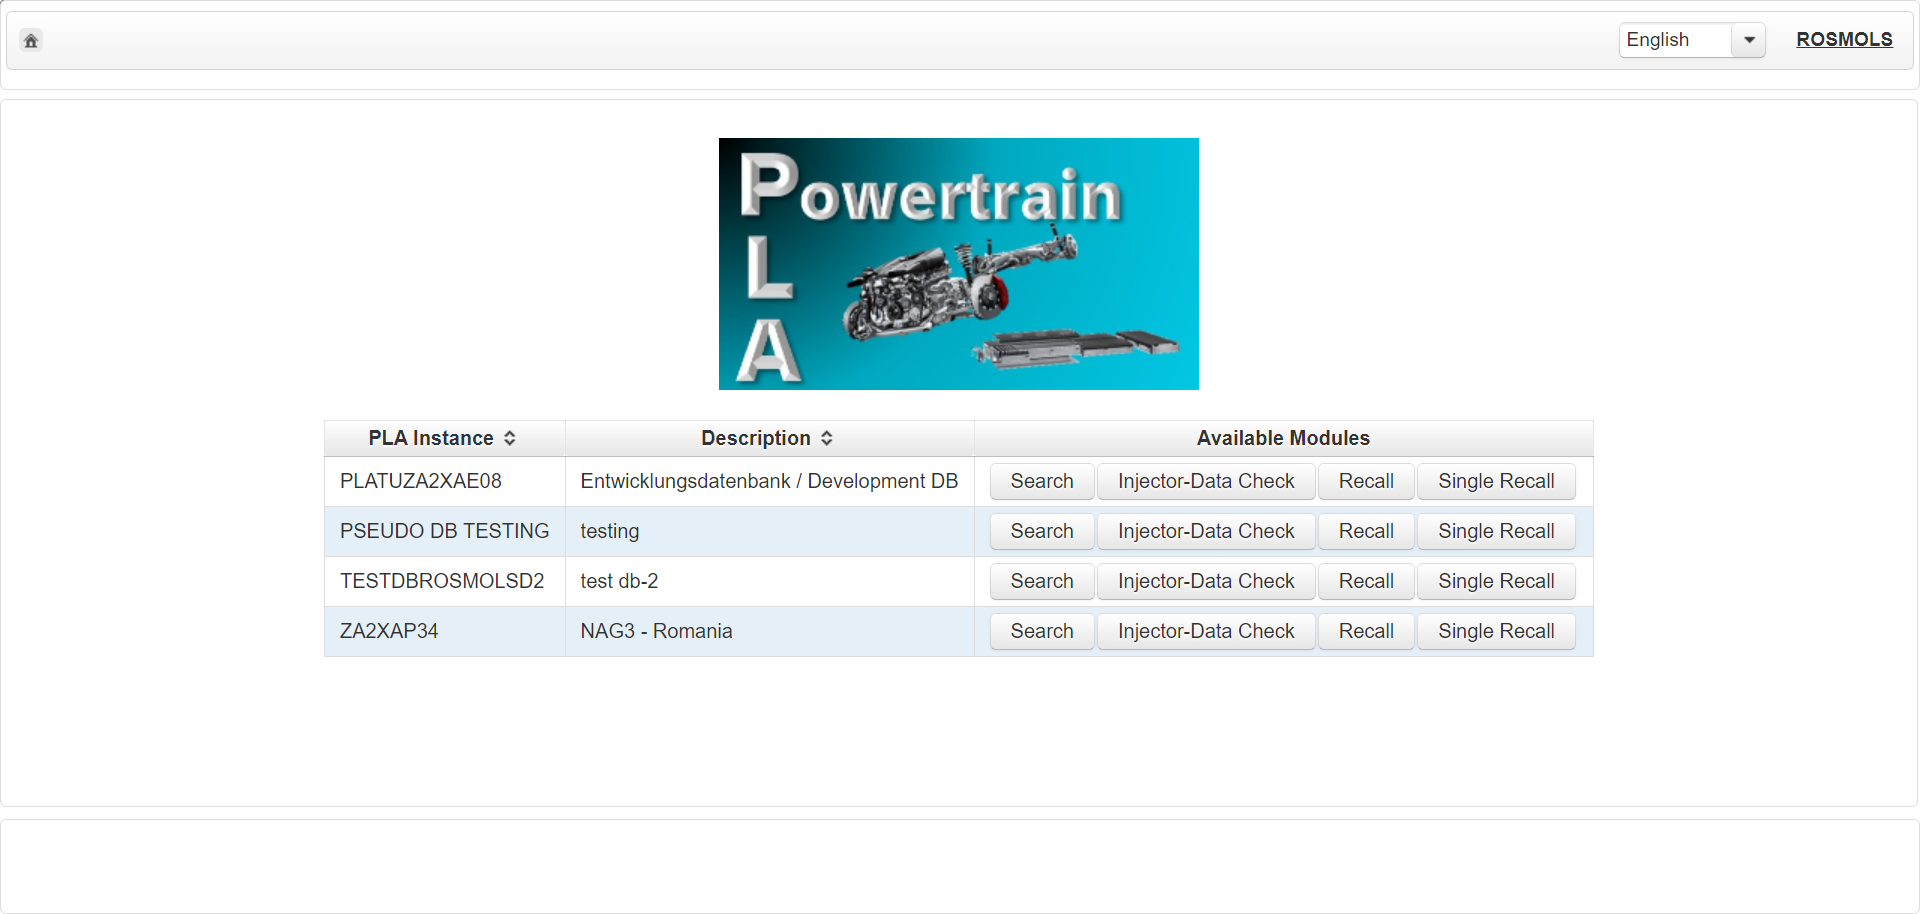 English ROSMOLS
Powertrain
L
A
PLA Instance Description Available Modules
PLATUZA2XAE08 Entwicklungsdatenbank / Development DB Search Injector-Data Check Recall Single Recall
PSEUDO DB TESTING testing Search Injector-Data Check Recall Single Recall
TESTDBROSMOLSD2 test db-2 Search Injector-Data Check Recall Single Recall
ZA2XAP34 NAG3 - Romania Search Injector-Data Check Recall Single Recall